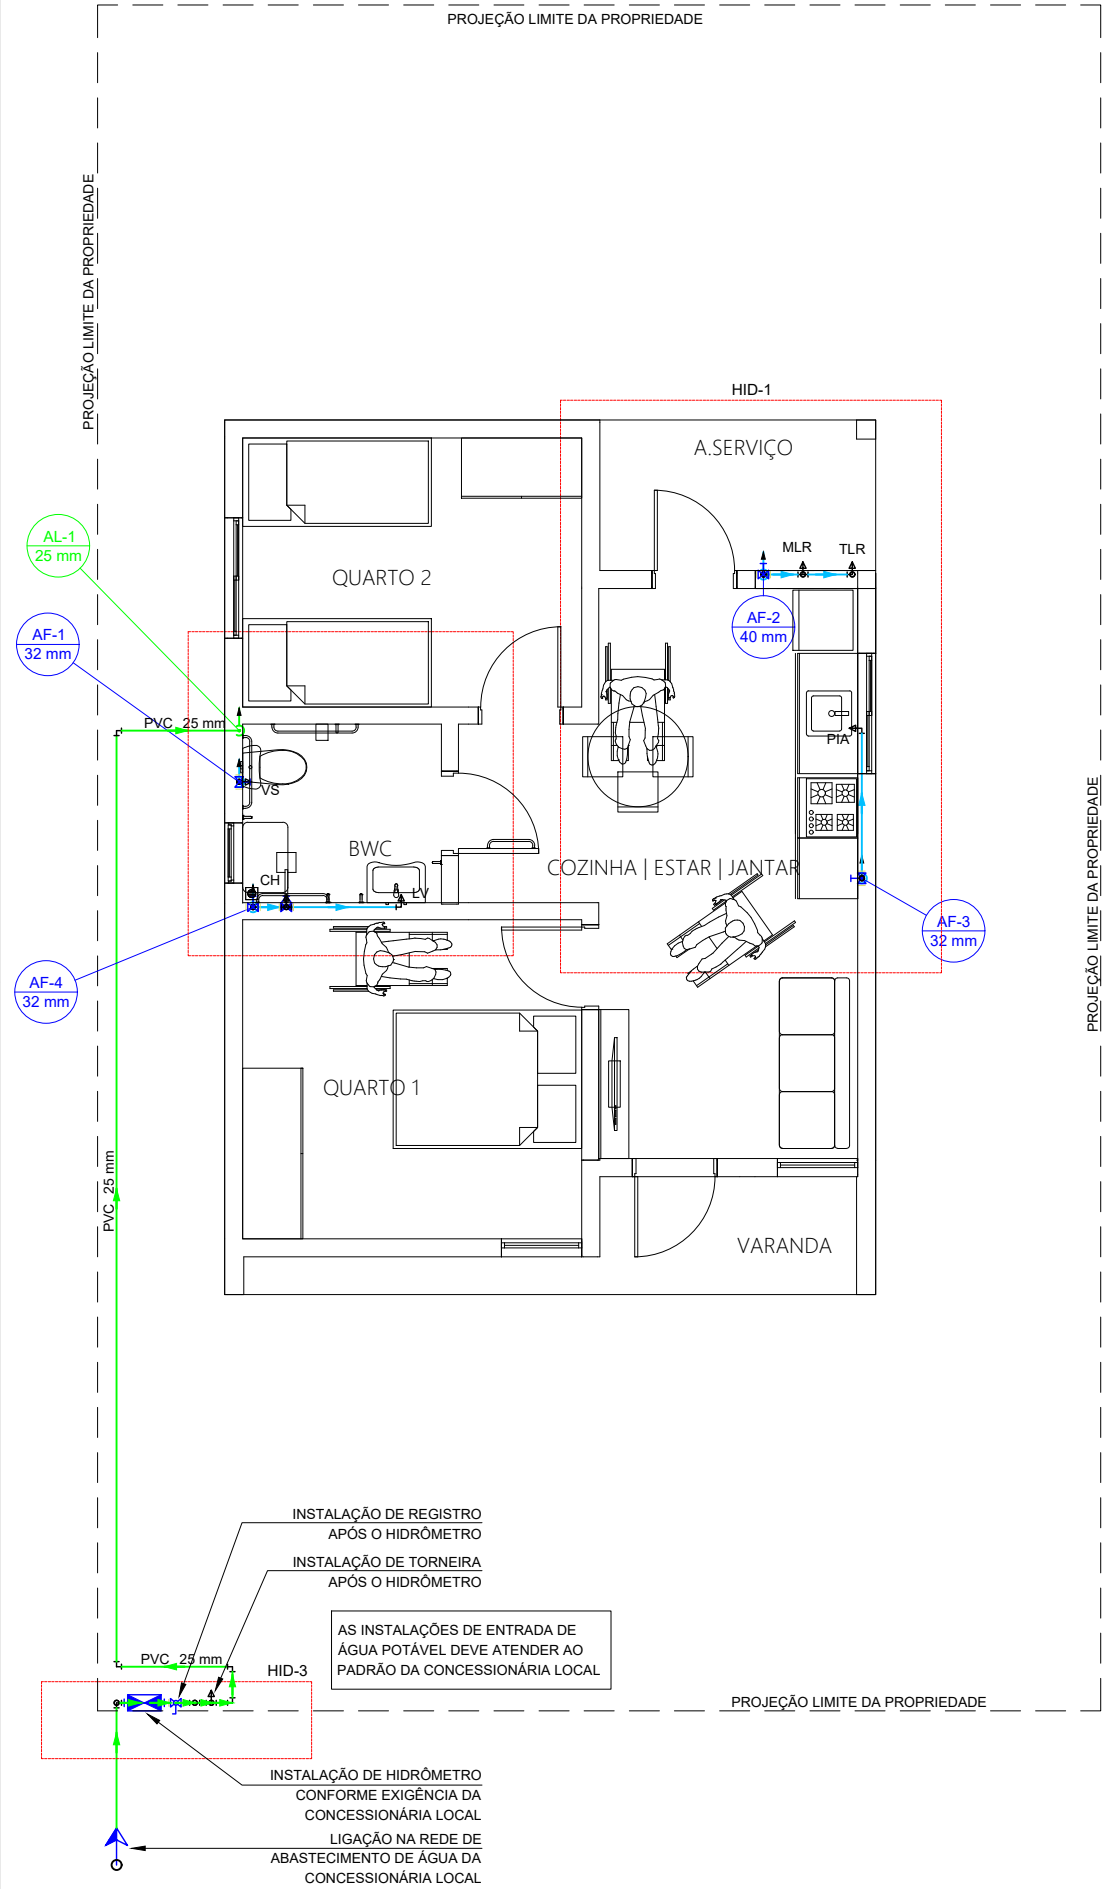 PROJEÇÃO LIMITE DA PROPRIEDADE
PROJEÇÃO LIMITE DA PROPRIEDADE
HID-1
A.SERVIÇO
AL-1
25 mm
MLR
TLR
QUARTO 2
AF-2
40 mm
AF-1
32 mm
PVC 25 mm
PIA
VS
BWC
COZINHA | ESTAR | JANTAR
CH
LV
AF-3
32 mm
PROJEÇÃO LIMITE DA PROPRIEDADE
AF-4
32 mm
QUARTO 1
PVC 25 mm
VARANDA
INSTALAÇÃO DE REGISTRO
APÓS O HIDRÔMETRO
INSTALAÇÃO DE TORNEIRA
APÓS O HIDRÔMETRO
AS INSTALAÇÕES DE ENTRADA DE
ÁGUA POTÁVEL DEVE ATENDER AO
PADRÃO DA CONCESSIONÁRIA LOCAL
PVC 25 mm
HID-3
PROJEÇÃO LIMITE DA PROPRIEDADE
INSTALAÇÃO DE HIDRÔMETRO
CONFORME EXIGÊNCIA DA
CONCESSIONÁRIA LOCAL
LIGAÇÃO NA REDE DE
ABASTECIMENTO DE ÁGUA DA
CONCESSIONÁRIA LOCAL